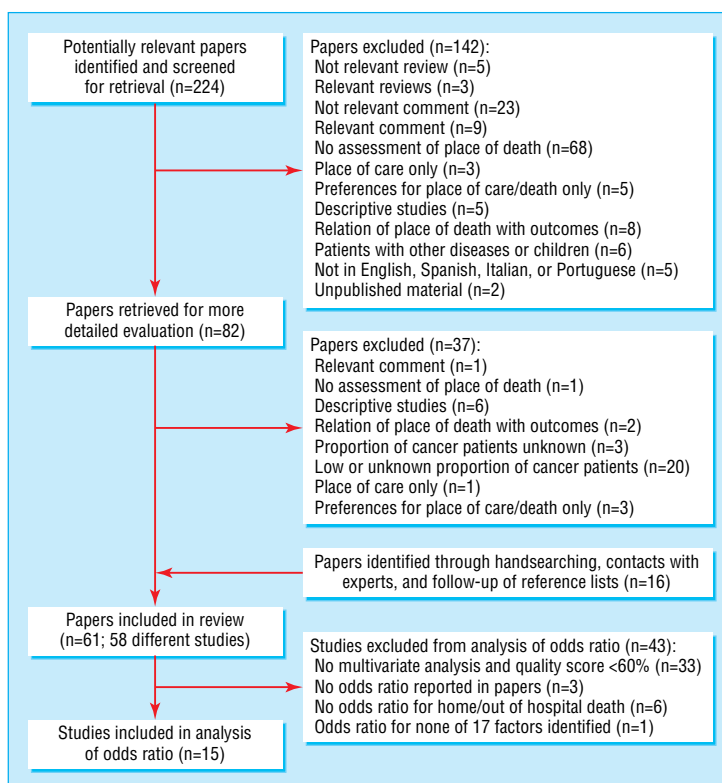 Potentially relevant papers
identified and screened
for retrieval (n=224)
Papers excluded (n=142):
Not relevant review (n=5)
Relevant reviews (n=3)
Not relevant comment (n=23)
Relevant comment (n=9)
No assessment of place of death (n=68)
Place of care only (n=3)
Preferences for place of care/death only (n=5)
Descriptive studies (n=5)
Relation of place of death with outcomes (n=8)
Patients with other diseases or children (n=6)
Not in English, Spanish, Italian, or Portuguese (n=5)
Unpublished material (n=2)
Papers retrieved for more
detailed evaluation (n=82)
Papers excluded (n=37):
Relevant comment (n=1)
No assessment of place of death (n=1)
Descriptive studies (n=6)
Relation of place of death with outcomes (n=2)
Proportion of cancer patients unknown (n=3)
Low or unknown proportion of cancer patients (n=20)
Place of care only (n=1)
Preferences for place of care/death only (n=3)
Papers identified through handsearching, contacts with
experts, and follow-up of reference lists (n=16)
Papers included in review
(n=61; 58 different studies)
Studies excluded from analysis of odds ratio (n=43):
No multivariate analysis and quality score <60% (n=33)
No odds ratio reported in papers (n=3)
No odds ratio for home/out of hospital death (n=6)
Odds ratio for none of 17 factors identified (n=1)
Studies included in analysis
of odds ratio (n=15)